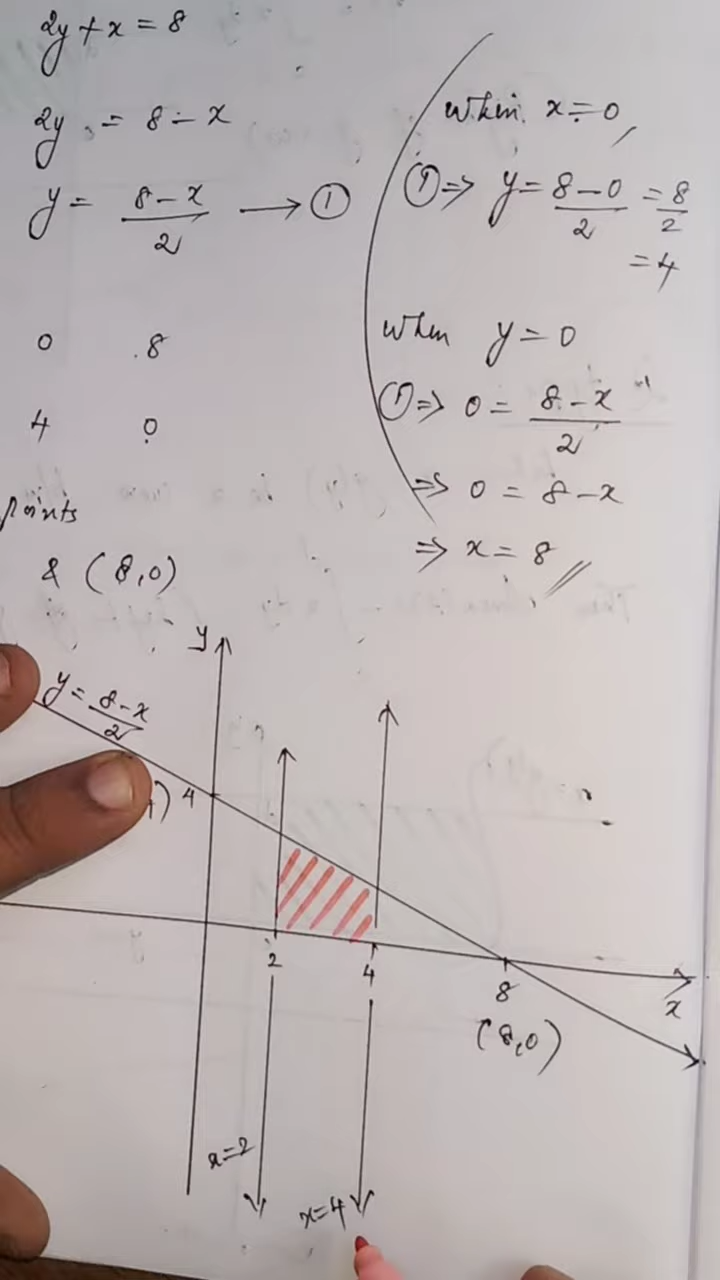 2y + x = 8
2y = 8 - x
y = (8 - x)/2 → ①
0 8
4 0
points
& (8,0)
when x = 0,
① ⇒ y = (8 - 0)/2 = 8/2
= 4
when y = 0
① ⇒ 0 = (8 - x)/2
⇒ 0 = 8 - x
⇒ x = 8 //
y
y = (8 - x)/2
) 4
2
4
8
x
(8,0)
x=2
x=4